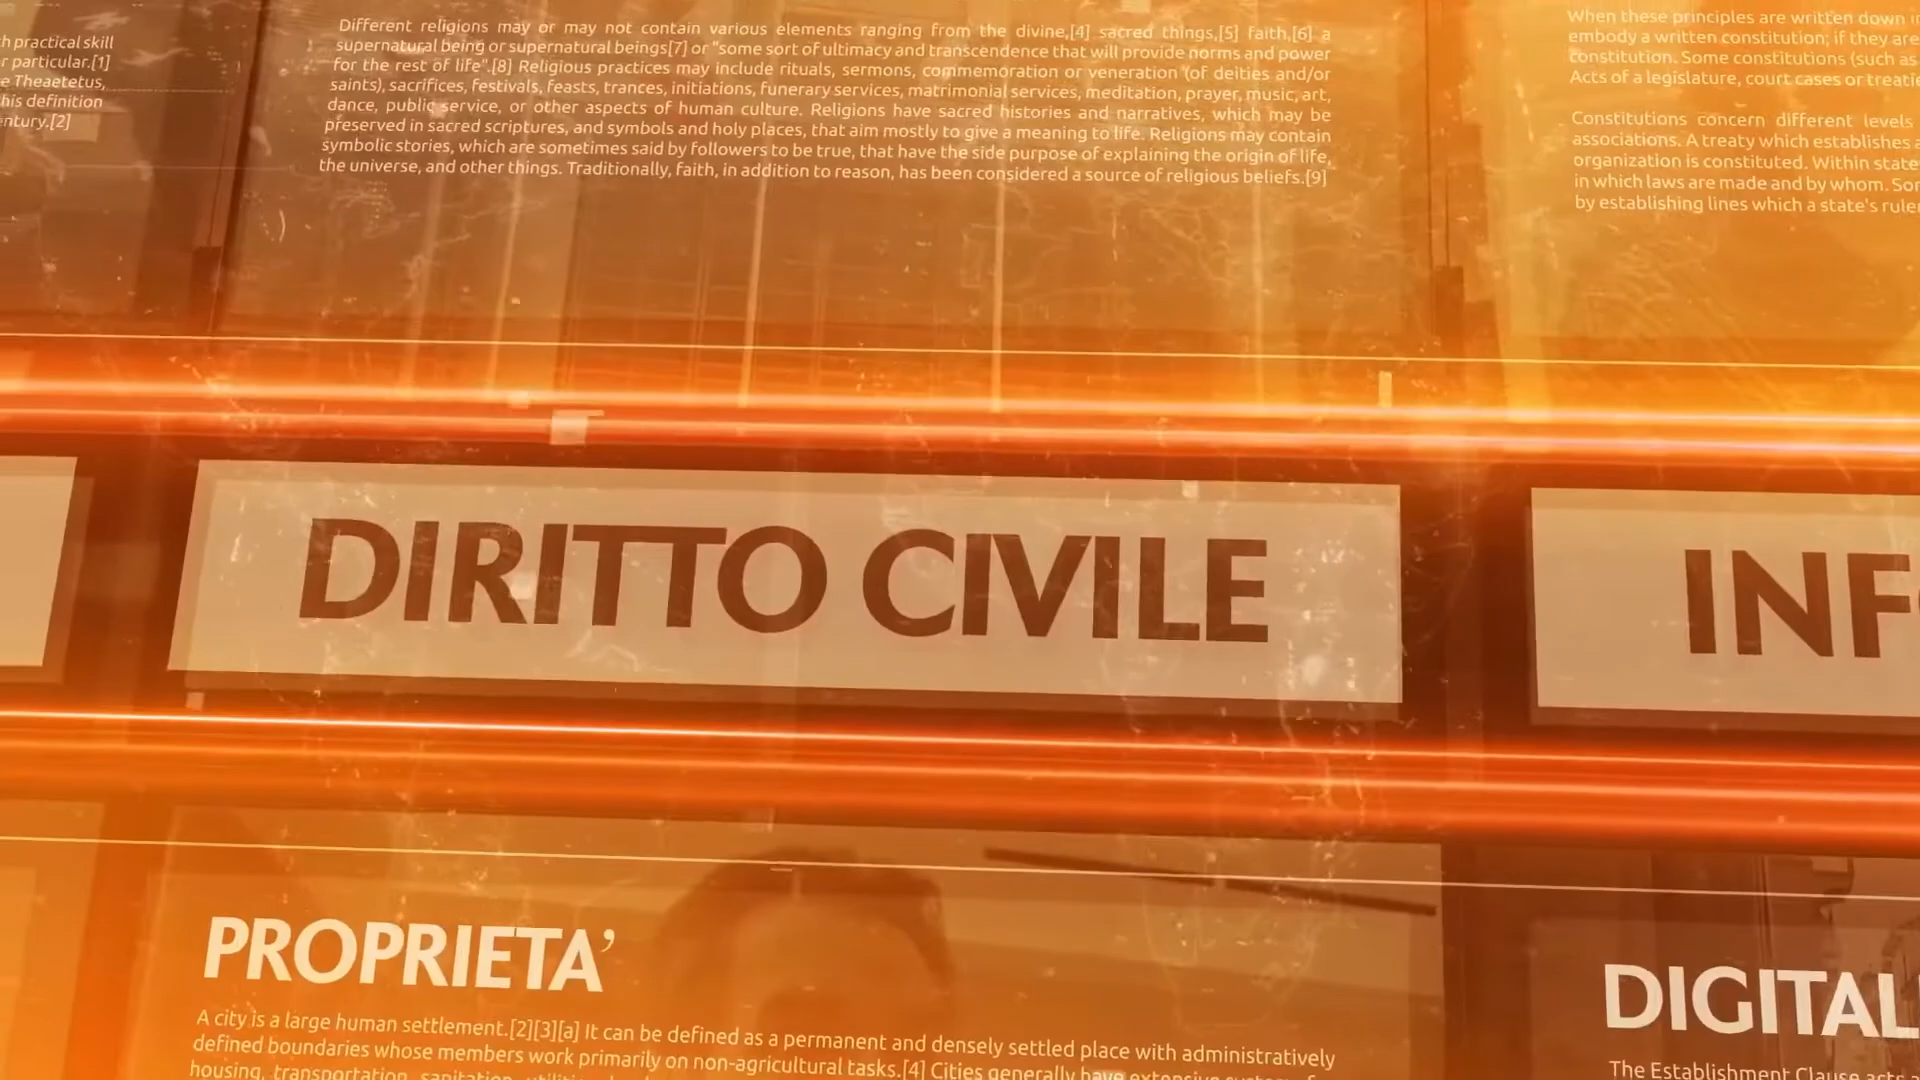 h practical skill
r particular.[1]
e Theaetetus,
his definition
entury.[2]
Different religions may or may not contain various elements ranging from the divine,[4] sacred things,[5] faith,[6] a
supernatural being or supernatural beings[7] or "some sort of ultimacy and transcendence that will provide norms and power
for the rest of life".[8] Religious practices may include rituals, sermons, commemoration or veneration (of deities and/or
saints), sacrifices, festivals, feasts, trances, initiations, funerary services, matrimonial services, meditation, prayer, music, art,
dance, public service, or other aspects of human culture. Religions have sacred histories and narratives, which may be
preserved in sacred scriptures, and symbols and holy places, that aim mostly to give a meaning to life. Religions may contain
symbolic stories, which are sometimes said by followers to be true, that have the side purpose of explaining the origin of life,
the universe, and other things. Traditionally, faith, in addition to reason, has been considered a source of religious beliefs.[9]
When these principles are written down i
embody a written constitution; if they are
constitution. Some constitutions (such as
Acts of a legislature, court cases or treatie
Constitutions concern different levels
associations. A treaty which establishes a
organization is constituted. Within state
in which laws are made and by whom. Sor
by establishing lines which a state's ruler
DIRITTO CIVILE
INF
PROPRIETA’
A city is a large human settlement.[2][3][a] It can be defined as a permanent and densely settled place with administratively
defined boundaries whose members work primarily on non-agricultural tasks.[4] Cities generally have extensive
housing, transportation, sanitation,
DIGITAL
The Establishment Clause acts